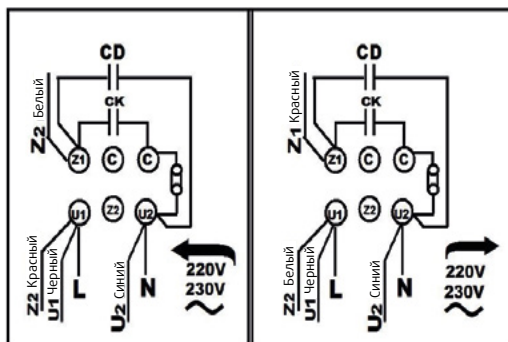 CD
CK
Z2 Белый
Z1 C C
U1 Z2 U2
Z2 Красный
U1 Черный
L
U2 Синий
N
220V
230V
CD
CK
Z1 Красный
Z1 C C
U1 Z2 U2
Z2 Белый
U1 Черный
L
U2 Синий
N
220V
230V